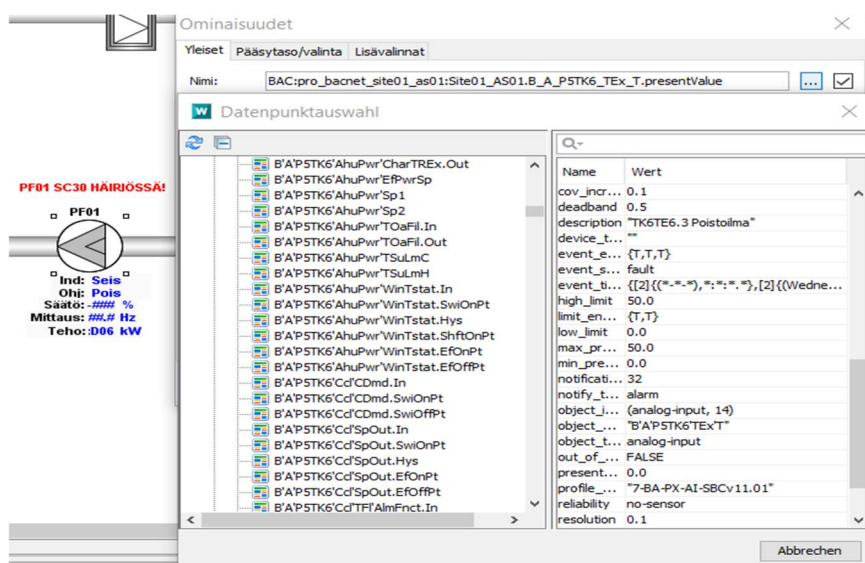 Ominaisuudet
Yleiset Pääsytaso/valinta Lisävalinnat
Nimi: BAC:pro_bacnet_site01_as01:Site01_AS01.B_A_P5TK6_TEx_T.presentValue ...
Datenpunktauswahl
PF01 SC30 HÄIRIÖSSÄ!
PF01
Ind: Seis
Ohj: Pois
Säätö: -### %
Mittaus: ##.# Hz
Teho: :D06 kW
B'A'P5TK6'AhuPwr'CharTREx.Out
B'A'P5TK6'AhuPwr'EfPwrSp
B'A'P5TK6'AhuPwr'Sp1
B'A'P5TK6'AhuPwr'Sp2
B'A'P5TK6'AhuPwr'TOaFil.In
B'A'P5TK6'AhuPwr'TOaFil.Out
B'A'P5TK6'AhuPwr'TSuLmC
B'A'P5TK6'AhuPwr'TSuLmH
B'A'P5TK6'AhuPwr'WinTstat.In
B'A'P5TK6'AhuPwr'WinTstat.SwiOnPt
B'A'P5TK6'AhuPwr'WinTstat.Hys
B'A'P5TK6'AhuPwr'WinTstat.ShftOnPt
B'A'P5TK6'AhuPwr'WinTstat.EfOnPt
B'A'P5TK6'AhuPwr'WinTstat.EfOffPt
B'A'P5TK6'Ccl'CDmd.In
B'A'P5TK6'Ccl'CDmd.SwiOnPt
B'A'P5TK6'Ccl'CDmd.SwiOffPt
B'A'P5TK6'Ccl'SpOut.In
B'A'P5TK6'Ccl'SpOut.SwiOnPt
B'A'P5TK6'Ccl'SpOut.Hys
B'A'P5TK6'Ccl'SpOut.EfOnPt
B'A'P5TK6'Ccl'SpOut.EfOffPt
B'A'P5TK6'Ccl'TFl'AlmFnct.In
Name Wert
cov_incr... 0.1
deadband 0.5
description "TK6TE6.3 Poistoilma"
device_t... ""
event_e... {T,T,T}
event_s... fault
event_ti... {[2]{(*-*-*),*:*:*.*},[2]{(Wedne...
high_limit 50.0
limit_en... {T,T}
low_limit 0.0
max_pr... 50.0
min_pre... 0.0
notificati... 32
notify_t... alarm
object_i... (analog-input, 14)
object_... "B'A'P5TK6'TEx'T"
object_t... analog-input
out_of_... FALSE
present... 0.0
profile_... "7-BA-PX-AI-SBCv11.01"
reliability no-sensor
resolution 0.1
Abbrechen